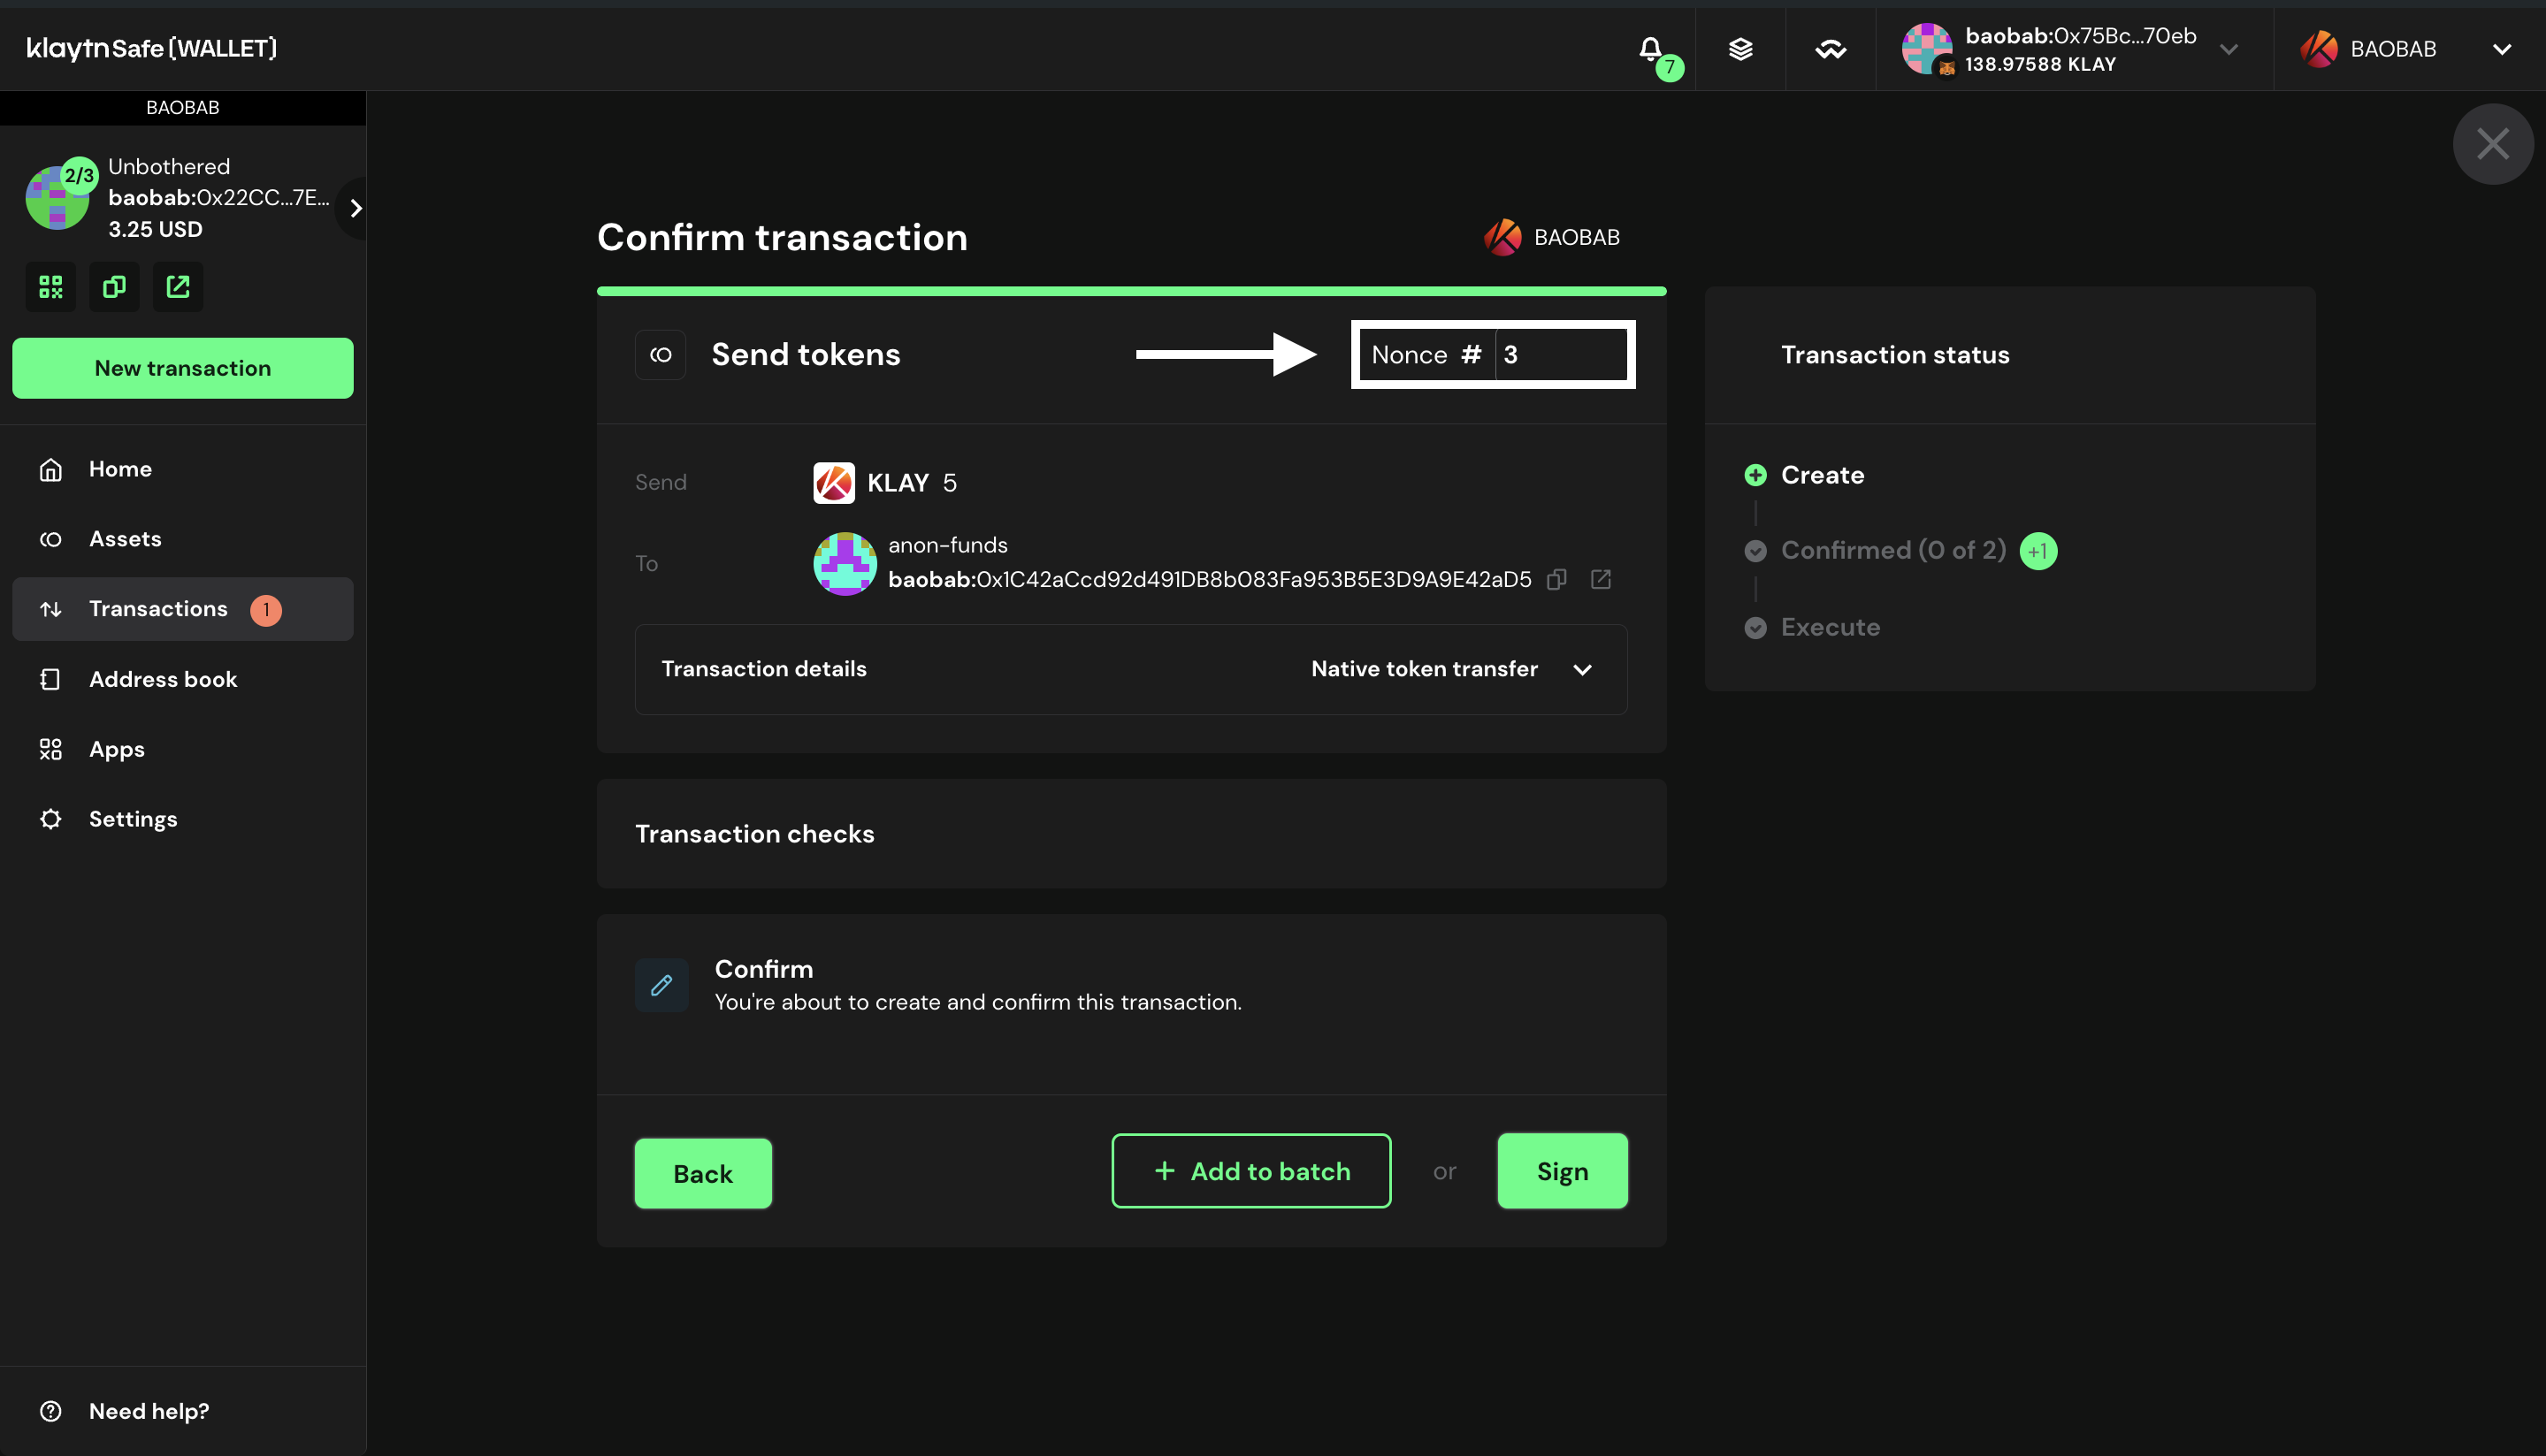 klaytn Safe [WALLET]
7
baobab:0x75Bc...70eb
138.97588 KLAY
BAOBAB
BAOBAB
2/3
Unbothered
baobab:0x22CC...7E...
3.25 USD
New transaction
Home
Assets
Transactions 1
Address book
Apps
Settings
Need help?
Confirm transaction
BAOBAB
Send tokens
Nonce # 3
Send
KLAY 5
To
anon-funds
baobab:0x1C42aCcd92d491DB8b083Fa953B5E3D9A9E42aD5
Transaction details
Native token transfer
Transaction checks
Confirm
You're about to create and confirm this transaction.
Back
+ Add to batch
or
Sign
Transaction status
Create
Confirmed (0 of 2) +1
Execute